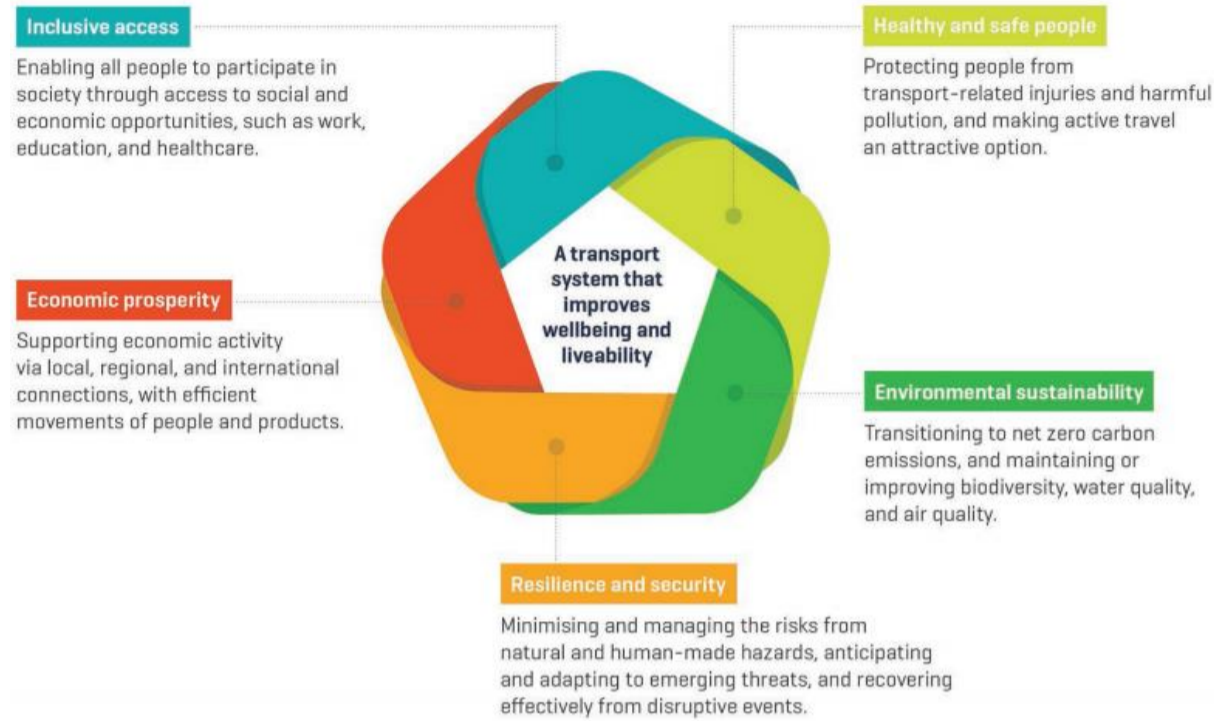 Inclusive access
Enabling all people to participate in
society through access to social and
economic opportunities, such as work,
education, and healthcare.
Healthy and safe people
Protecting people from
transport-related injuries and harmful
pollution, and making active travel
an attractive option.
A transport
system that
improves
wellbeing and
liveability
Economic prosperity
Supporting economic activity
via local, regional, and international
connections, with efficient
movements of people and products.
Environmental sustainability
Transitioning to net zero carbon
emissions, and maintaining or
improving biodiversity, water quality,
and air quality.
Resilience and security
Minimising and managing the risks from
natural and human-made hazards, anticipating
and adapting to emerging threats, and recovering
effectively from disruptive events.